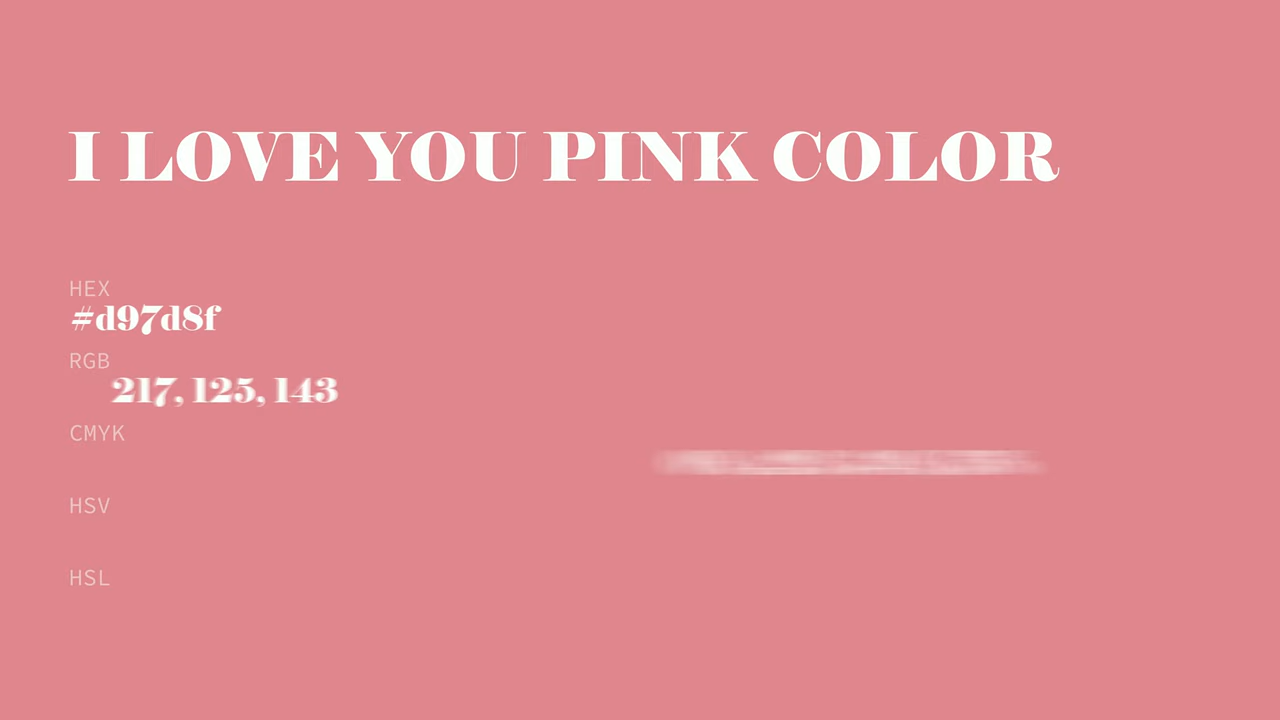 I LOVE YOU PINK COLOR
HEX
#d97d8f
RGB
217, 125, 143
CMYK
HSV
HSL